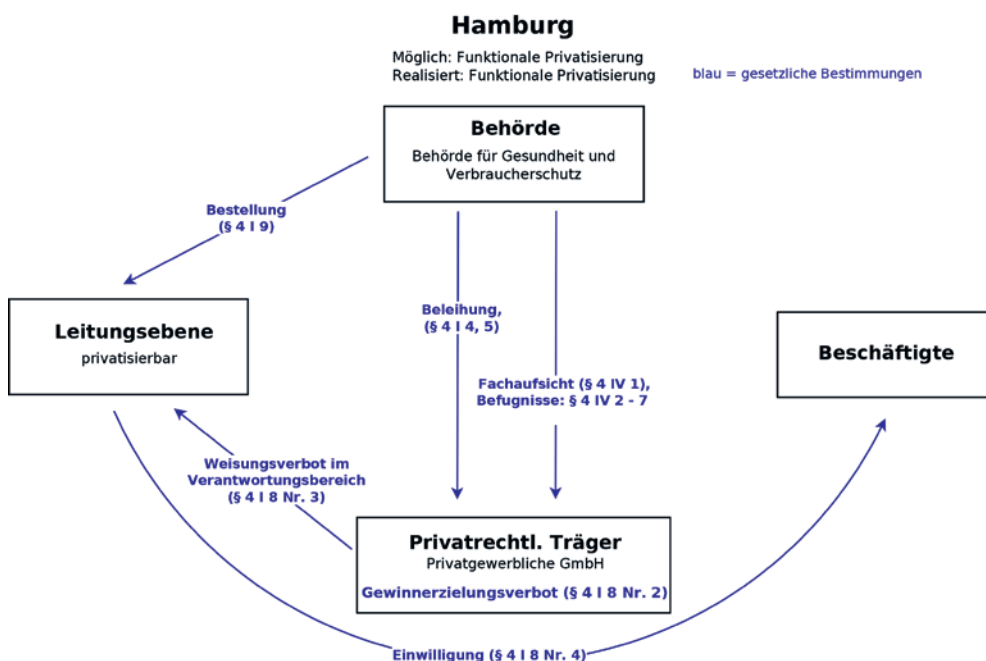 Hamburg
Möglich: Funktionale Privatisierung
Realisiert: Funktionale Privatisierung
blau = gesetzliche Bestimmungen
Behörde
Behörde für Gesundheit und
Verbraucherschutz
Bestellung
(§ 4 I 9)
Leitungsebene
privatisierbar
Beleihung,
(§ 4 I 4, 5)
Beschäftigte
Fachaufsicht (§ 4 IV 1),
Befugnisse: § 4 IV 2 - 7
Weisungsverbot im
Verantwortungsbereich
(§ 4 I 8 Nr. 3)
Privatrechtl. Träger
Privatgewerbliche GmbH
Gewinnerzielungsverbot (§ 4 I 8 Nr. 2)
Einwilligung (§ 4 I 8 Nr. 4)